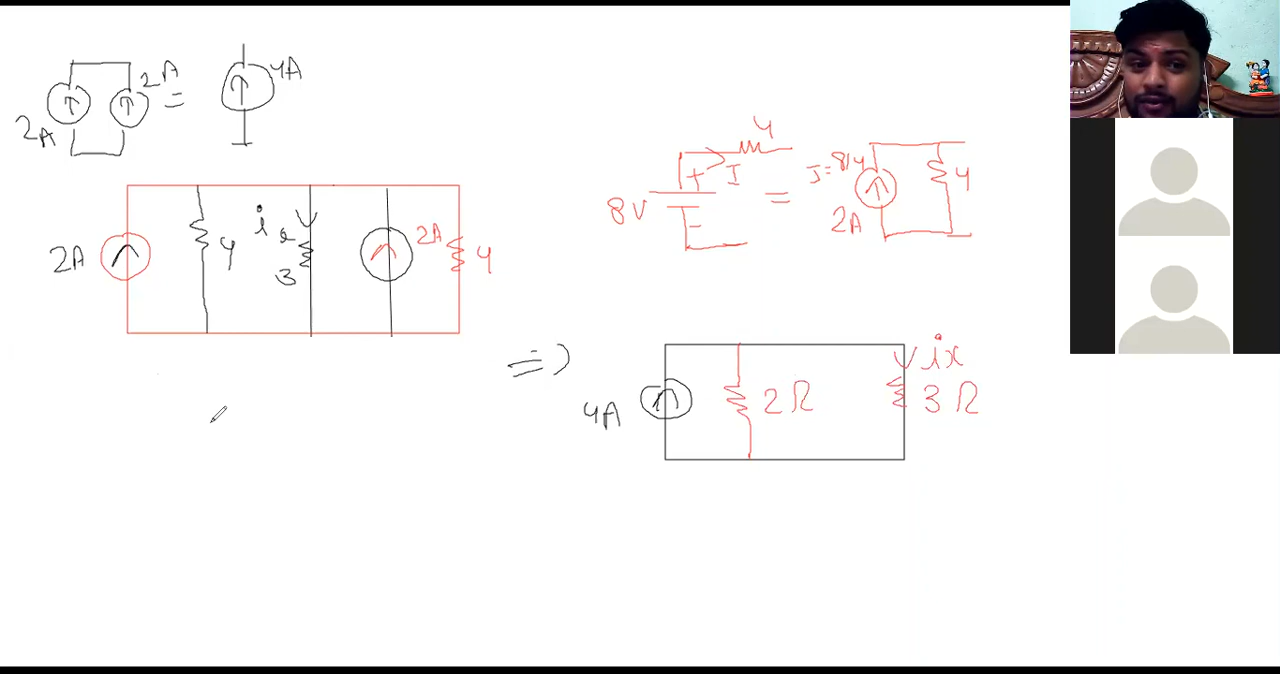 2A
2A
=
4A
2A
4
i
3
2A
4
8V
+
-
I
4
=
I=8/4
2A
4
=>
4A
2Ω
ix
3Ω